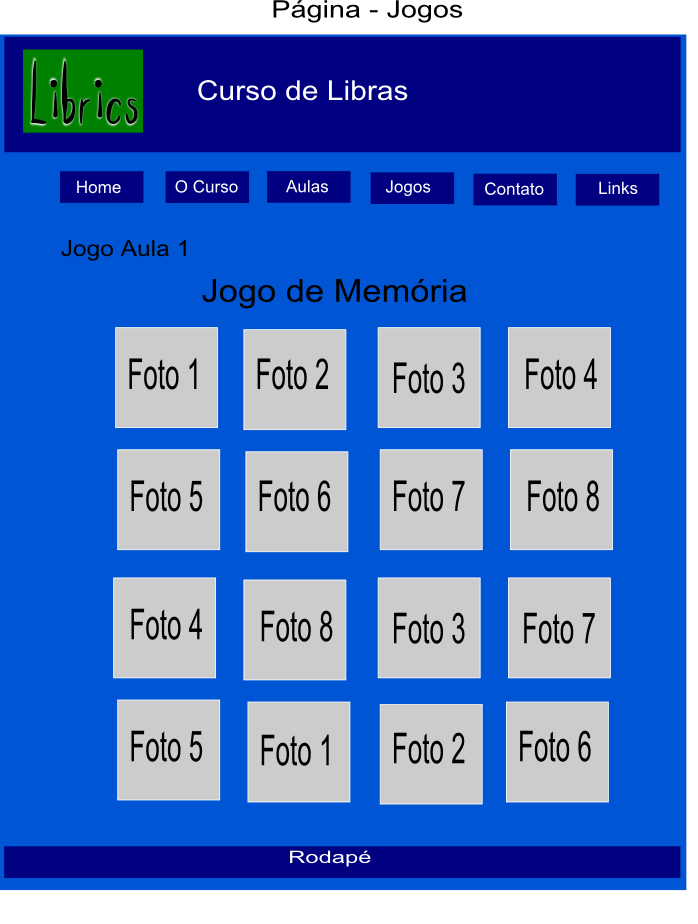 Página - Jogos
Librics
Curso de Libras
Home O Curso Aulas Jogos Contato Links
Jogo Aula 1
Jogo de Memória
Foto 1 Foto 2 Foto 3 Foto 4
Foto 5 Foto 6 Foto 7 Foto 8
Foto 4 Foto 8 Foto 3 Foto 7
Foto 5 Foto 1 Foto 2 Foto 6
Rodapé